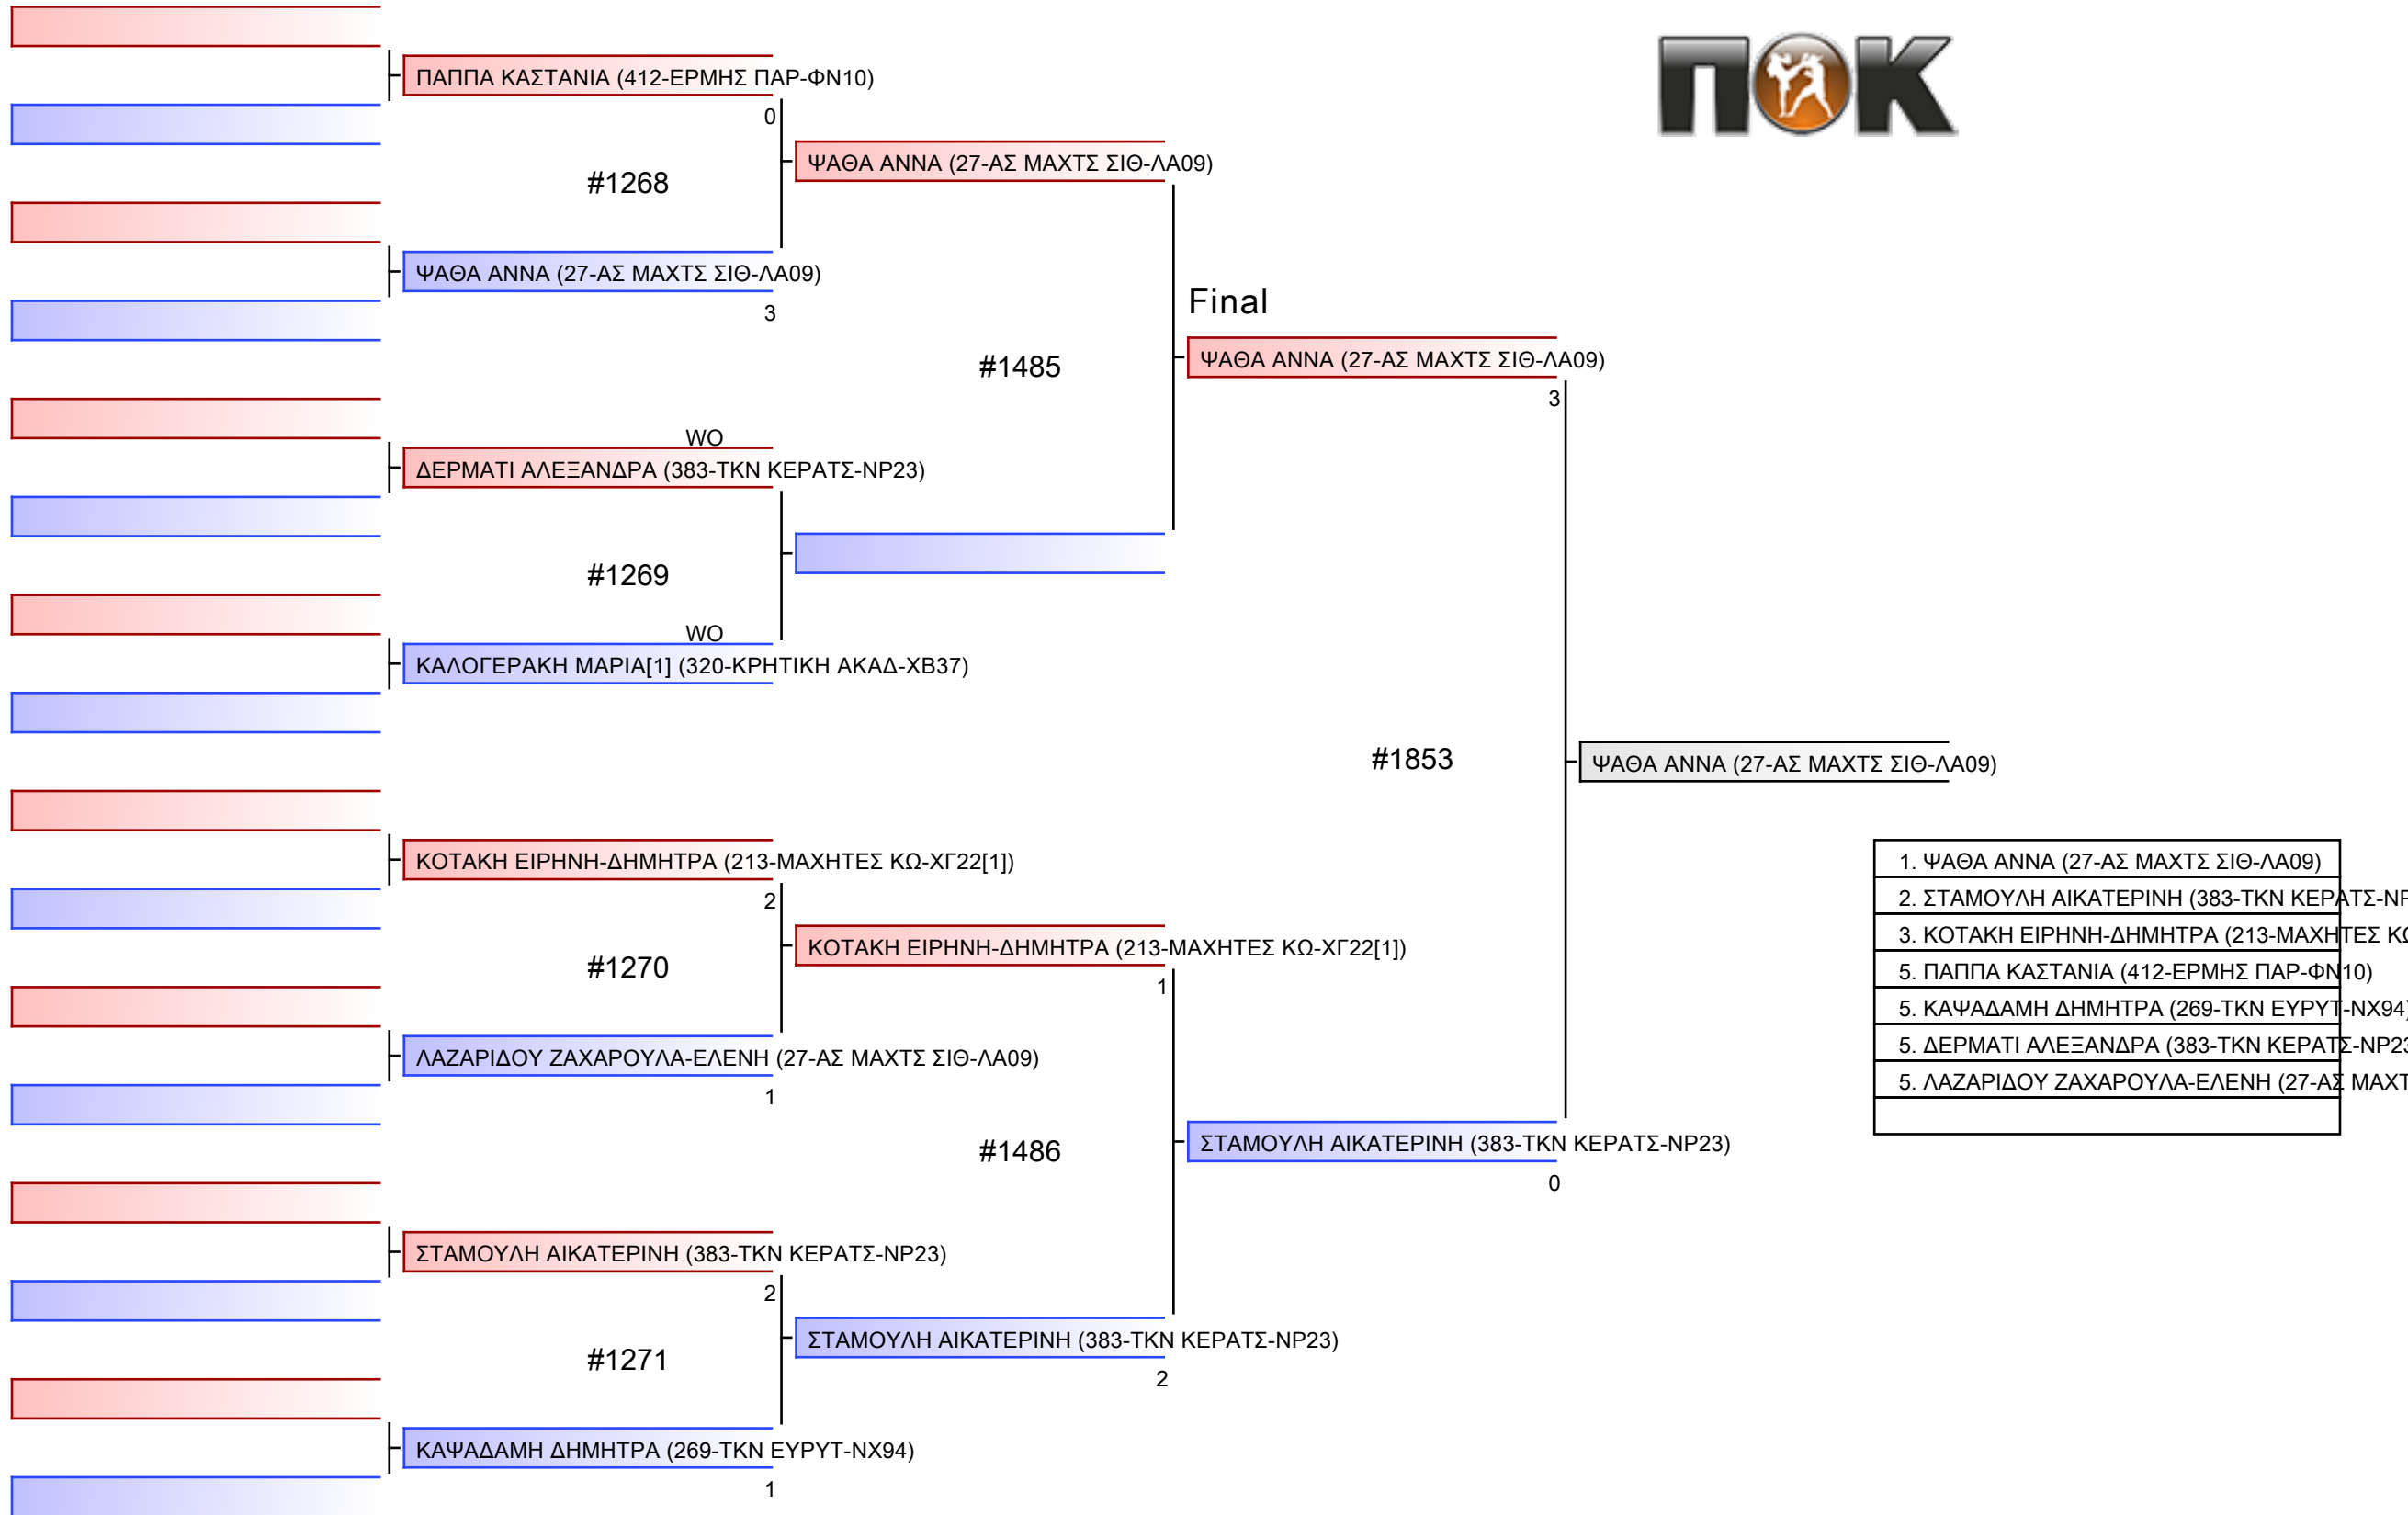 ΠΟΚ
ΠΑΠΠΑ ΚΑΣΤΑΝΙΑ (412-ΕΡΜΗΣ ΠΑΡ-ΦΝ10)
0
ΨΑΘΑ ΑΝΝΑ (27-ΑΣ ΜΑΧΤΣ ΣΙΘ-ΛΑ09)
#1268
ΨΑΘΑ ΑΝΝΑ (27-ΑΣ ΜΑΧΤΣ ΣΙΘ-ΛΑ09)
3
Final
ΨΑΘΑ ΑΝΝΑ (27-ΑΣ ΜΑΧΤΣ ΣΙΘ-ΛΑ09)
#1485
3
WO
ΔΕΡΜΑΤΙ ΑΛΕΞΑΝΔΡΑ (383-ΤΚΝ ΚΕΡΑΤΣ-ΝΡ23)
#1269
WO
ΚΑΛΟΓΕΡΑΚΗ ΜΑΡΙΑ[1] (320-ΚΡΗΤΙΚΗ ΑΚΑΔ-ΧΒ37)
#1853
ΨΑΘΑ ΑΝΝΑ (27-ΑΣ ΜΑΧΤΣ ΣΙΘ-ΛΑ09)
ΚΟΤΑΚΗ ΕΙΡΗΝΗ-ΔΗΜΗΤΡΑ (213-ΜΑΧΗΤΕΣ ΚΩ-ΧΓ22[1])
2
ΚΟΤΑΚΗ ΕΙΡΗΝΗ-ΔΗΜΗΤΡΑ (213-ΜΑΧΗΤΕΣ ΚΩ-ΧΓ22[1])
#1270
1
ΛΑΖΑΡΙΔΟΥ ΖΑΧΑΡΟΥΛΑ-ΕΛΕΝΗ (27-ΑΣ ΜΑΧΤΣ ΣΙΘ-ΛΑ09)
1
#1486
ΣΤΑΜΟΥΛΗ ΑΙΚΑΤΕΡΙΝΗ (383-ΤΚΝ ΚΕΡΑΤΣ-ΝΡ23)
0
ΣΤΑΜΟΥΛΗ ΑΙΚΑΤΕΡΙΝΗ (383-ΤΚΝ ΚΕΡΑΤΣ-ΝΡ23)
2
ΣΤΑΜΟΥΛΗ ΑΙΚΑΤΕΡΙΝΗ (383-ΤΚΝ ΚΕΡΑΤΣ-ΝΡ23)
#1271
2
ΚΑΨΑΔΑΜΗ ΔΗΜΗΤΡΑ (269-ΤΚΝ ΕΥΡΥΤ-ΝΧ94)
1
1. ΨΑΘΑ ΑΝΝΑ (27-ΑΣ ΜΑΧΤΣ ΣΙΘ-ΛΑ09)
2. ΣΤΑΜΟΥΛΗ ΑΙΚΑΤΕΡΙΝΗ (383-ΤΚΝ ΚΕΡΑΤΣ-ΝΡ
3. ΚΟΤΑΚΗ ΕΙΡΗΝΗ-ΔΗΜΗΤΡΑ (213-ΜΑΧΗΤΕΣ ΚΩ
5. ΠΑΠΠΑ ΚΑΣΤΑΝΙΑ (412-ΕΡΜΗΣ ΠΑΡ-ΦΝ10)
5. ΚΑΨΑΔΑΜΗ ΔΗΜΗΤΡΑ (269-ΤΚΝ ΕΥΡΥΤ-ΝΧ94)
5. ΔΕΡΜΑΤΙ ΑΛΕΞΑΝΔΡΑ (383-ΤΚΝ ΚΕΡΑΤΣ-ΝΡ23
5. ΛΑΖΑΡΙΔΟΥ ΖΑΧΑΡΟΥΛΑ-ΕΛΕΝΗ (27-ΑΣ ΜΑΧΤ